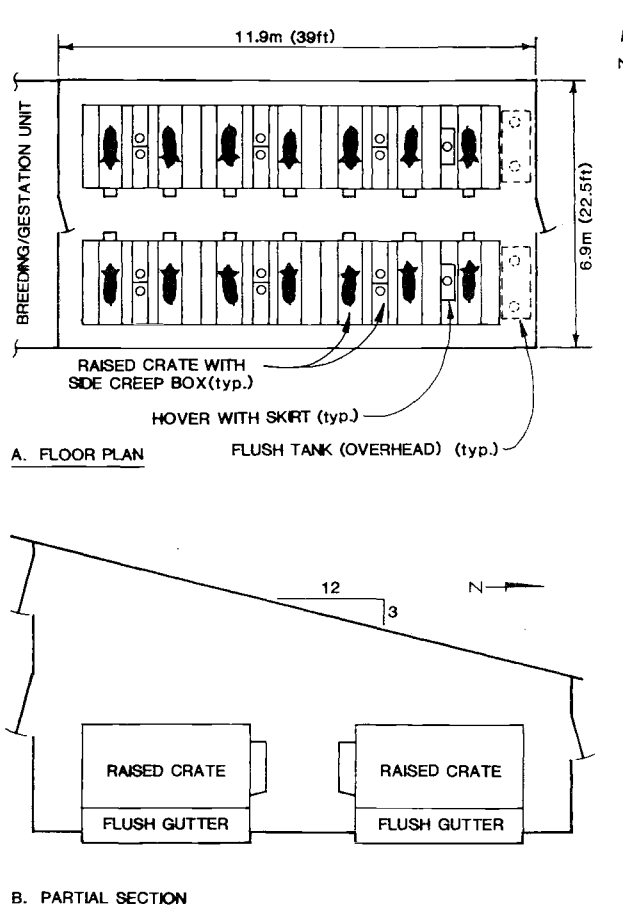 11.9m (39ft)
BREEDING/GESTATION UNIT
6.9m (22.5ft)
RAISED CRATE WITH
SIDE CREEP BOX(typ.)
HOVER WITH SKIRT (typ.)
FLUSH TANK (OVERHEAD) (typ.)
A. FLOOR PLAN
12
3
N
RAISED CRATE
RAISED CRATE
FLUSH GUTTER
FLUSH GUTTER
B. PARTIAL SECTION